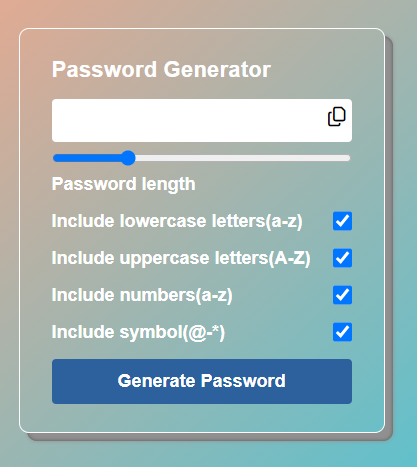 Password Generator
Password length
Include lowercase letters(a-z)
Include uppercase letters(A-Z)
Include numbers(a-z)
Include symbol(@-*)
Generate Password